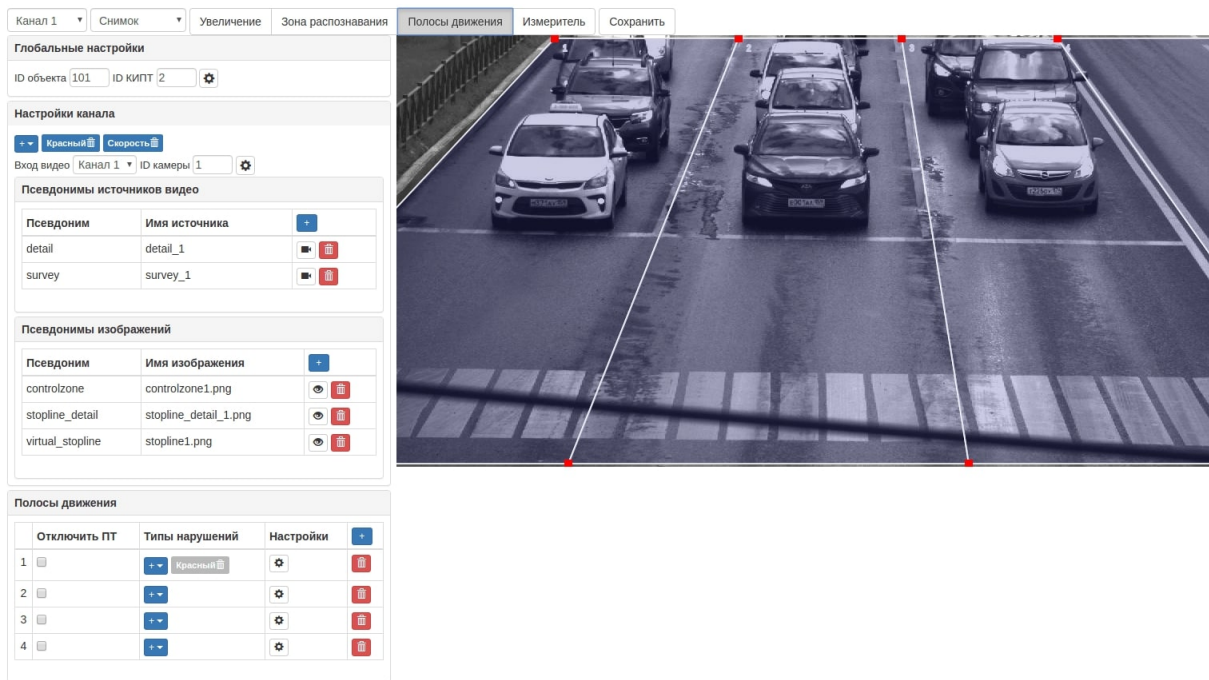 Канал 1 Снимок Увеличение Зона распознавания Полосы движения Измеритель Сохранить
Глобальные настройки
ID объекта 101 ID КИПТ 2
Настройки канала
+ Красный Скорость
Вход видео Канал 1 ID камеры 1
Псевдонимы источников видео
Псевдоним Имя источника +
detail detail_1
survey survey_1
Псевдонимы изображений
Псевдоним Имя изображения +
controlzone controlzone1.png
stopline_detail stopline_detail_1.png
virtual_stopline stopline1.png
Полосы движения
Отключить ПТ Типы нарушений Настройки +
1 + Красный
2 +
3 +
4 +
1 2 3 4